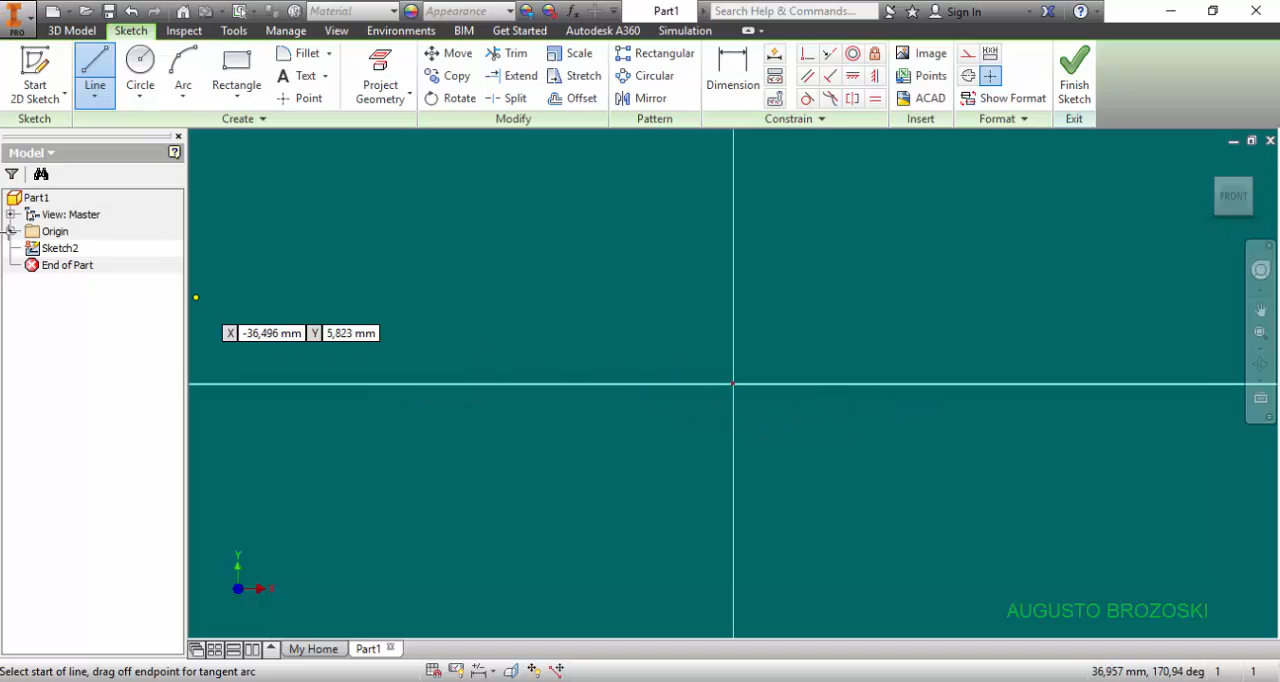 Material
Appearance
Part1
Search Help & Commands...
Sign In
PRO
3D Model
Sketch
Inspect
Tools
Manage
View
Environments
BIM
Get Started
Autodesk A360
Simulation
Start
2D Sketch
Line
Circle
Arc
Rectangle
Fillet
Text
Point
Project
Geometry
Move
Copy
Rotate
Trim
Extend
Split
Scale
Stretch
Offset
Rectangular
Circular
Mirror
Dimension
Image
Points
ACAD
Show Format
Finish
Sketch
Sketch
Create
Modify
Pattern
Constrain
Insert
Format
Exit
Model
Part1
View: Master
Origin
Sketch2
End of Part
FRONT
X -36,496 mm Y 5,823 mm
Y
X
AUGUSTO BROZOSKI
My Home
Part1
Select start of line, drag off endpoint for tangent arc
36,957 mm, 170,94 deg 1 1